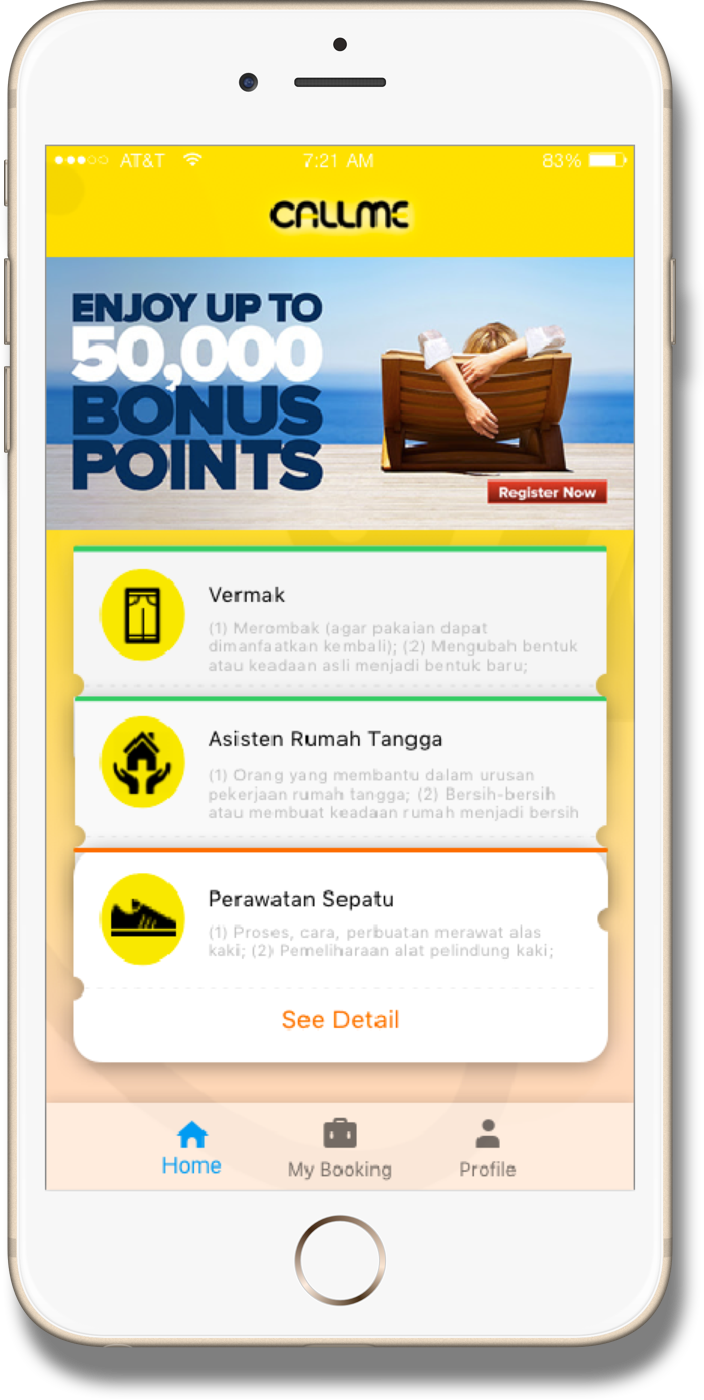 AT&T 7:21 AM 83%
CALLME
ENJOY UP TO
50,000
BONUS
POINTS
Register Now
Vermak
(1) Merombak (agar pakaian dapat
dimanfaatkan kembali); (2) Mengubah bentuk
atau keadaan asli menjadi bentuk baru;
Asisten Rumah Tangga
(1) Orang yang membantu dalam urusan
pekerjaan rumah tangga; (2) Bersih-bersih
atau membuat keadaan rumah menjadi bersih
Perawatan Sepatu
(1) Proses, cara, perbuatan merawat alas
kaki; (2) Pemeliharaan alat pelindung kaki;
See Detail
Home My Booking Profile